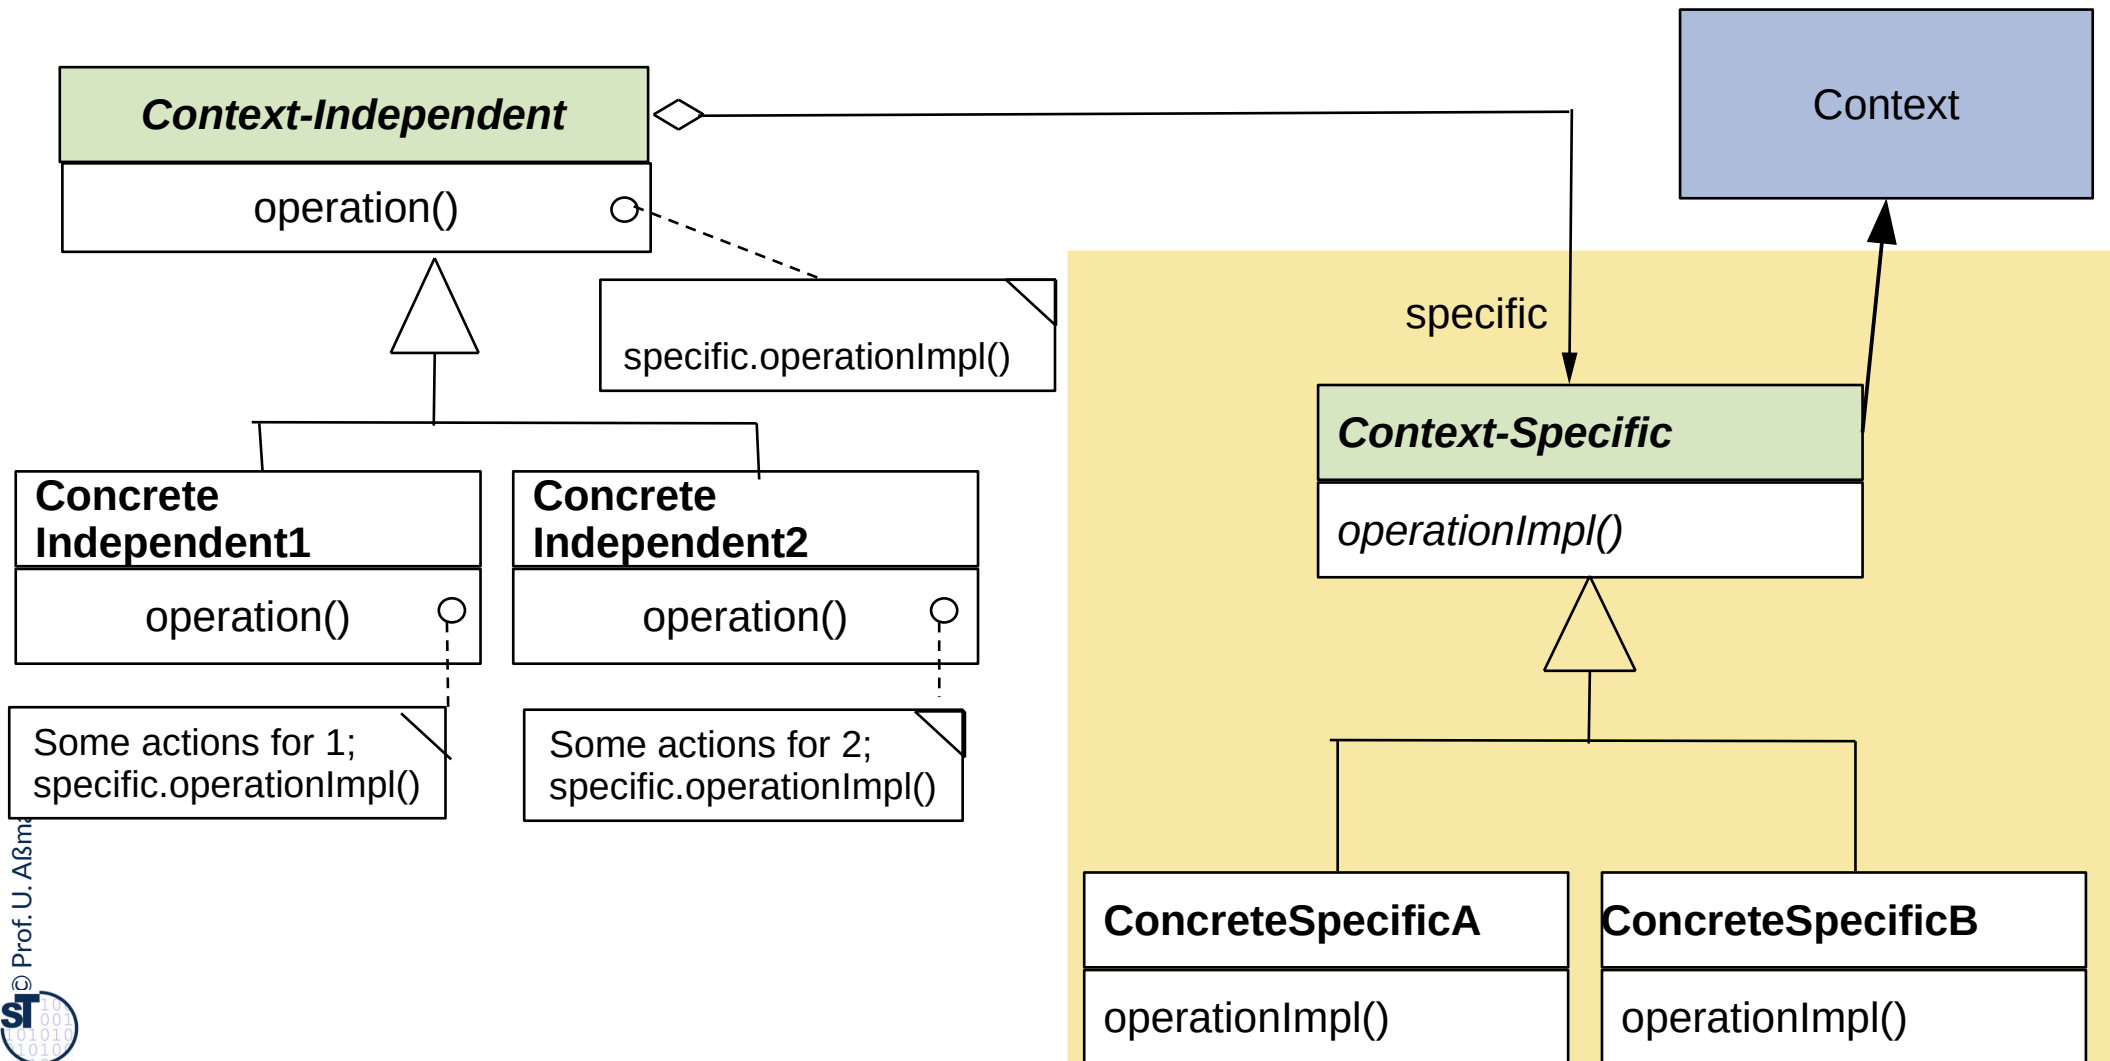 Context
Context-Independent
operation()
specific
specific.operationImpl()
Context-Specific
operationImpl()
Concrete
Independent1
operation()
Concrete
Independent2
operation()
Some actions for 1;
specific.operationImpl()
Some actions for 2;
specific.operationImpl()
ConcreteSpecificA
operationImpl()
ConcreteSpecificB
operationImpl()
© Prof. U. Aßma
ST